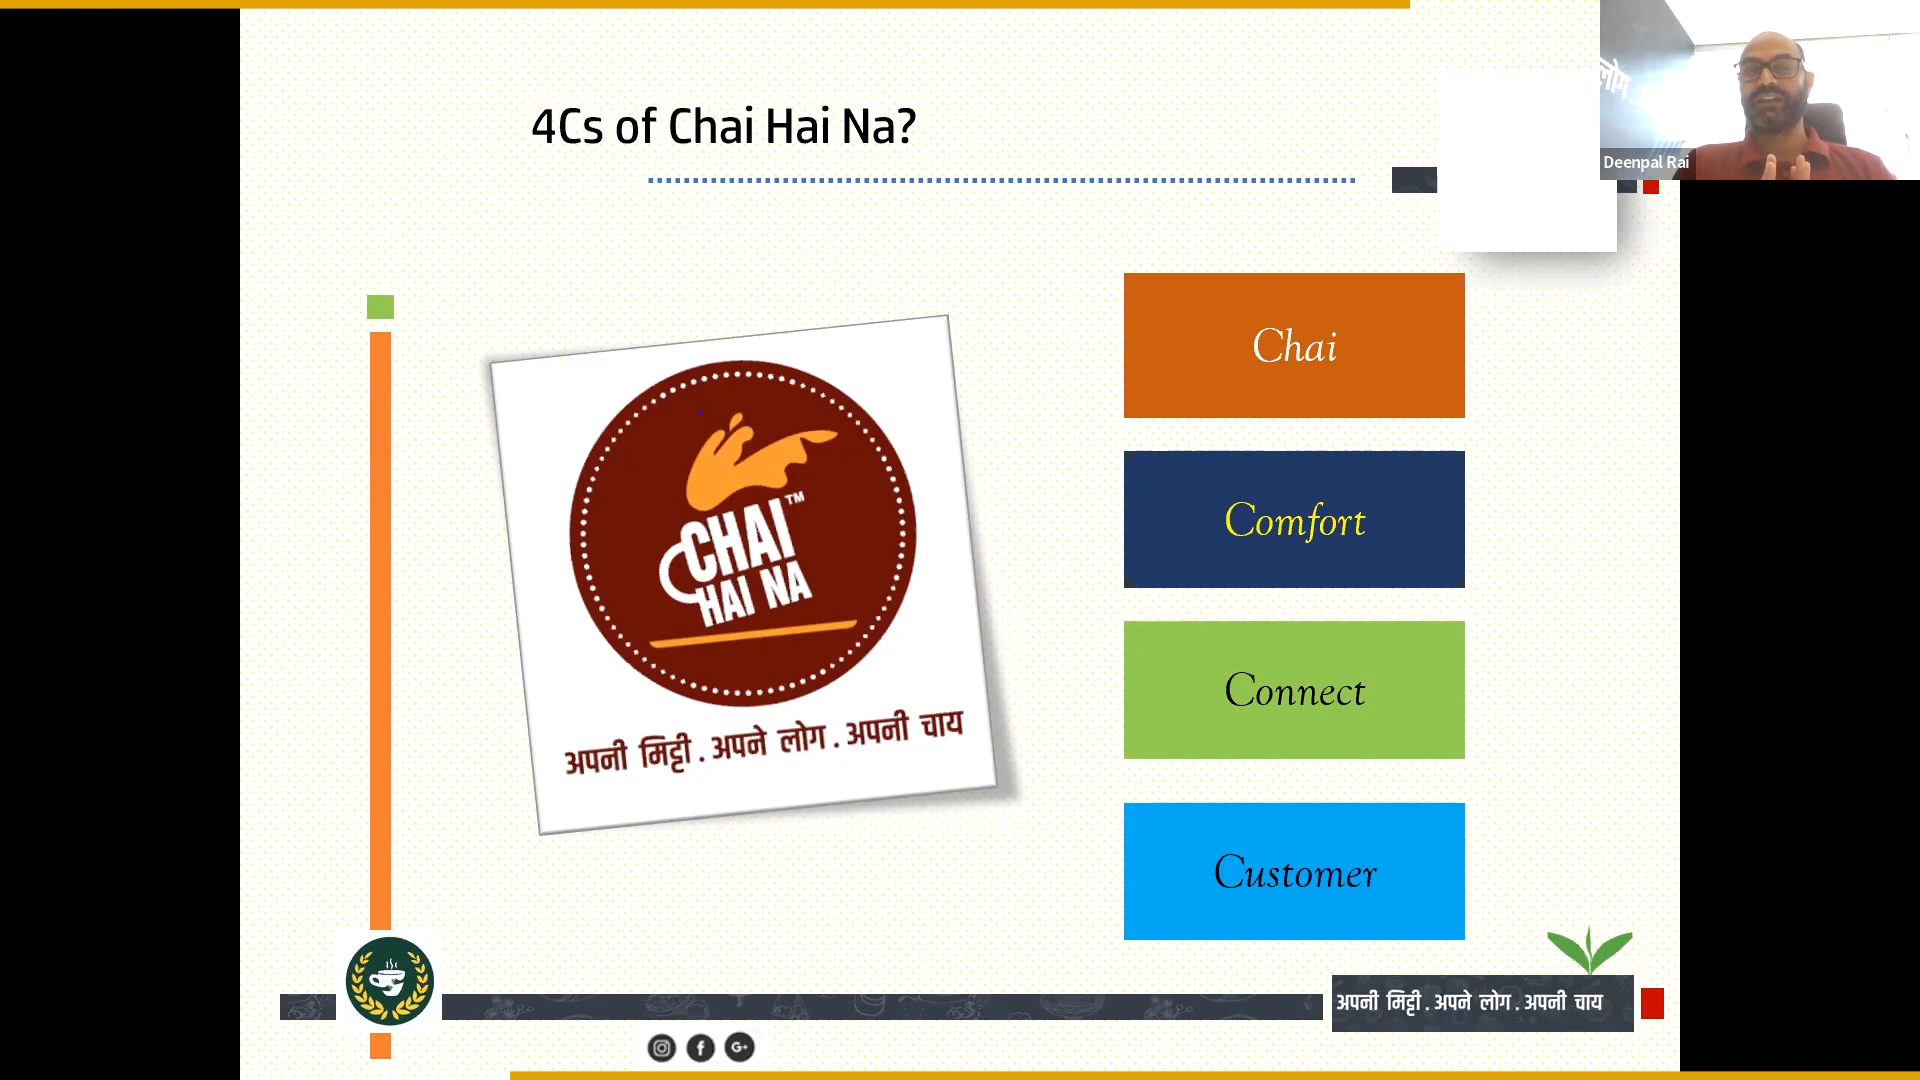 4Cs of Chai Hai Na?
लोग
Deenpal Rai
Chai
CHAI™
HAI NA
अपनी मिट्टी . अपने लोग . अपनी चाय
Comfort
Connect
Customer
अपनी मिट्टी . अपने लोग . अपनी चाय
G+